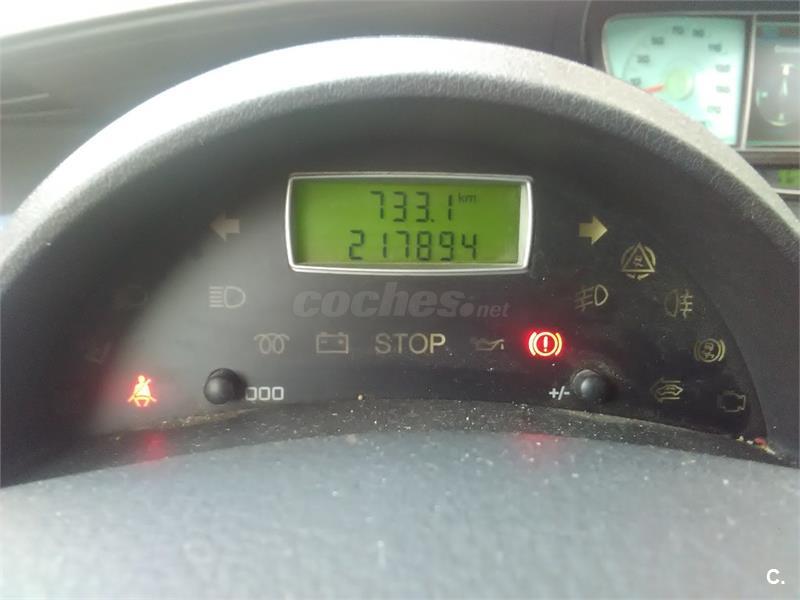 733.1 km
217894
coches.net
STOP
000
+/-
C.